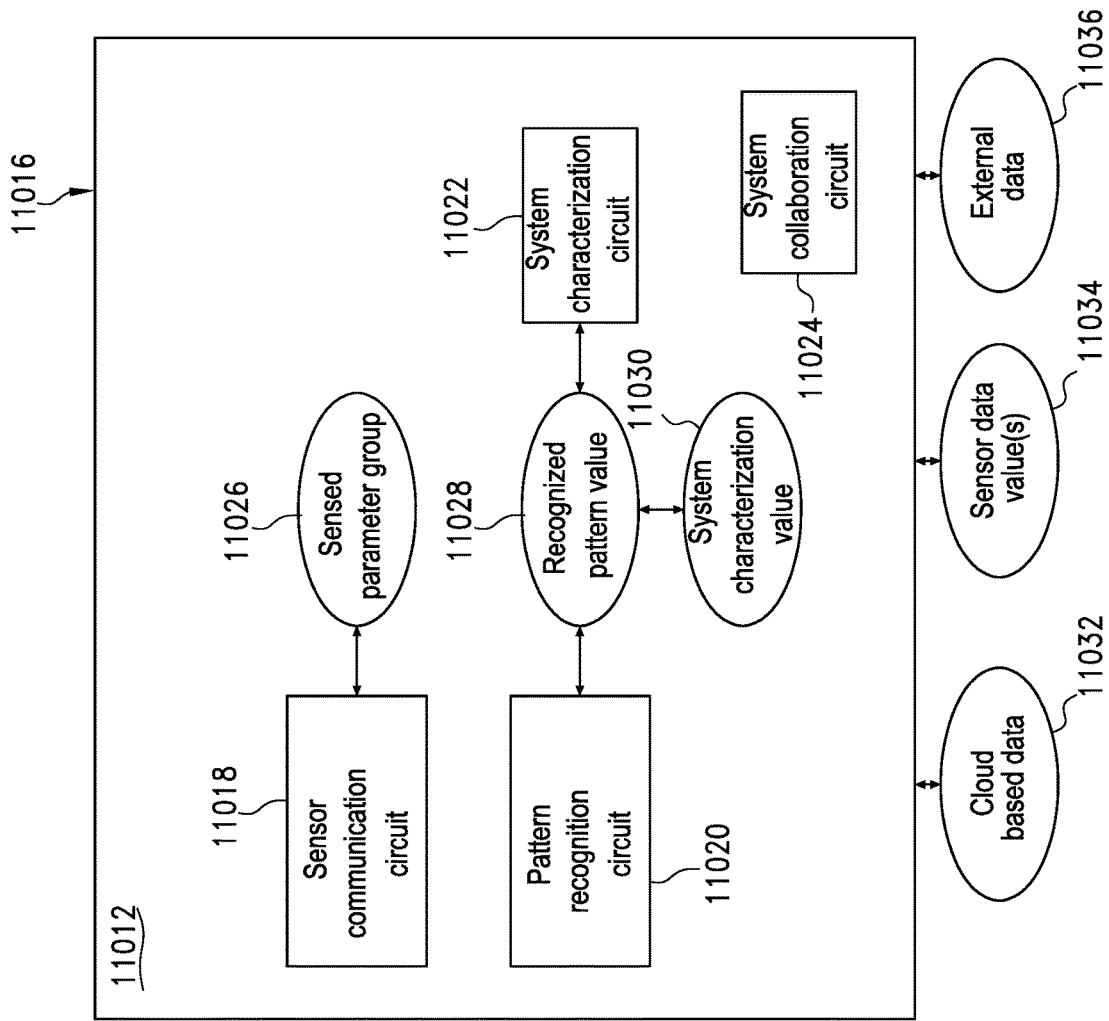 11016
11012
11018
Sensor
communication
circuit
11026
Sensed
parameter group
11020
Pattern
recognition
circuit
11028
Recognized
pattern value
11022
System
characterization
circuit
11030
System
characterization
value
11024
System
collaboration
circuit
Cloud
based data
11032
Sensor data
value(s)
11034
External
data
11036